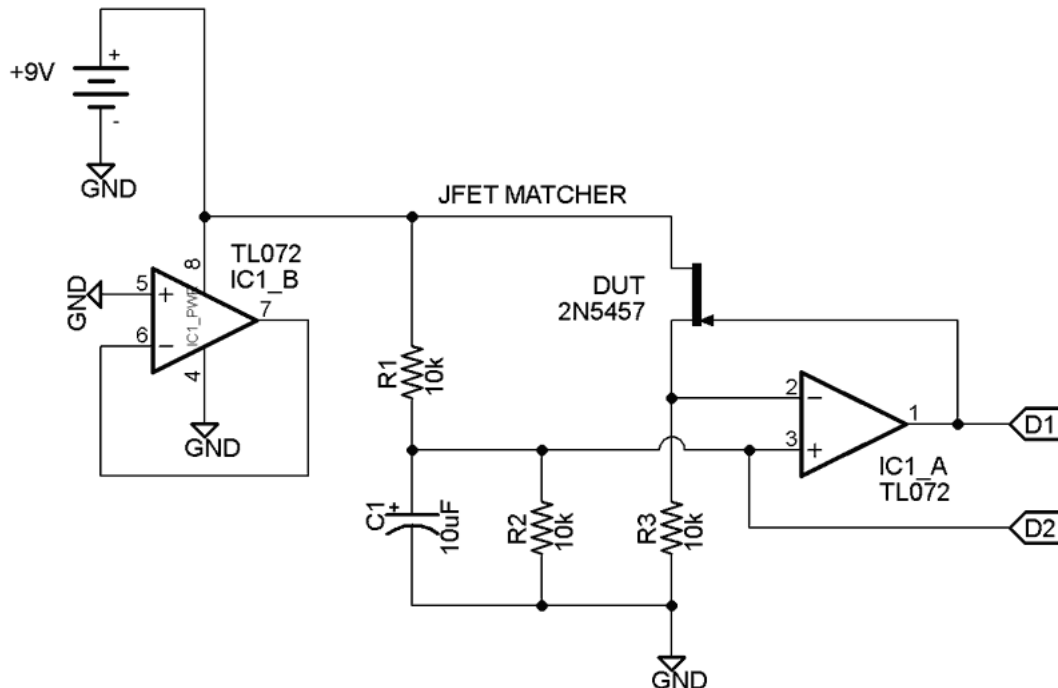 +9V
+
-
GND
JFET MATCHER
TL072
IC1_B
8
5
+
GND
6
-
IC1_PWR
7
4
GND
DUT
2N5457
R1
10k
2
-
1
D1
3
+
IC1_A
TL072
C1
+
10uF
R2
10k
R3
10k
D2
GND